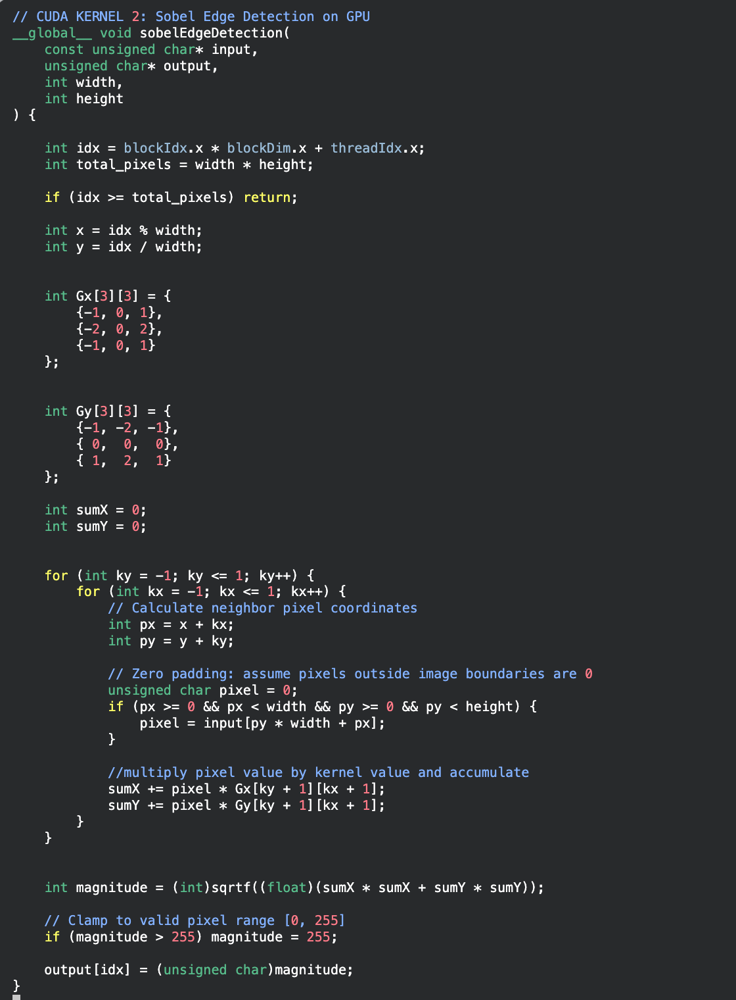 // CUDA KERNEL 2: Sobel Edge Detection on GPU
__global__ void sobelEdgeDetection(
    const unsigned char* input,
    unsigned char* output,
    int width,
    int height
) {

    int idx = blockIdx.x * blockDim.x + threadIdx.x;
    int total_pixels = width * height;

    if (idx >= total_pixels) return;

    int x = idx % width;
    int y = idx / width;


    int Gx[3][3] = {
        {-1, 0, 1},
        {-2, 0, 2},
        {-1, 0, 1}
    };


    int Gy[3][3] = {
        {-1, -2, -1},
        { 0,  0,  0},
        { 1,  2,  1}
    };

    int sumX = 0;
    int sumY = 0;


    for (int ky = -1; ky <= 1; ky++) {
        for (int kx = -1; kx <= 1; kx++) {
            // Calculate neighbor pixel coordinates
            int px = x + kx;
            int py = y + ky;

            // Zero padding: assume pixels outside image boundaries are 0
            unsigned char pixel = 0;
            if (px >= 0 && px < width && py >= 0 && py < height) {
                pixel = input[py * width + px];
            }

            //multiply pixel value by kernel value and accumulate
            sumX += pixel * Gx[ky + 1][kx + 1];
            sumY += pixel * Gy[ky + 1][kx + 1];
        }
    }


    int magnitude = (int)sqrtf((float)(sumX * sumX + sumY * sumY));

    // Clamp to valid pixel range [0, 255]
    if (magnitude > 255) magnitude = 255;

    output[idx] = (unsigned char)magnitude;
}